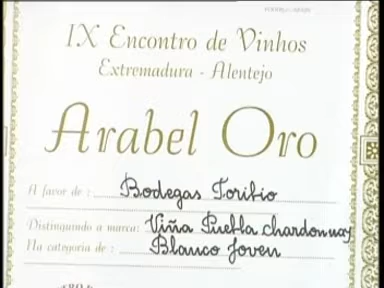 IX Encontro de Vinhos
Extremadura - Alentejo
Arabel Oro
A favor de : Bodegas Toribio
Distinguindo a marca: Viña Puebla chardonnay
Na categoria de : Blanco Joven